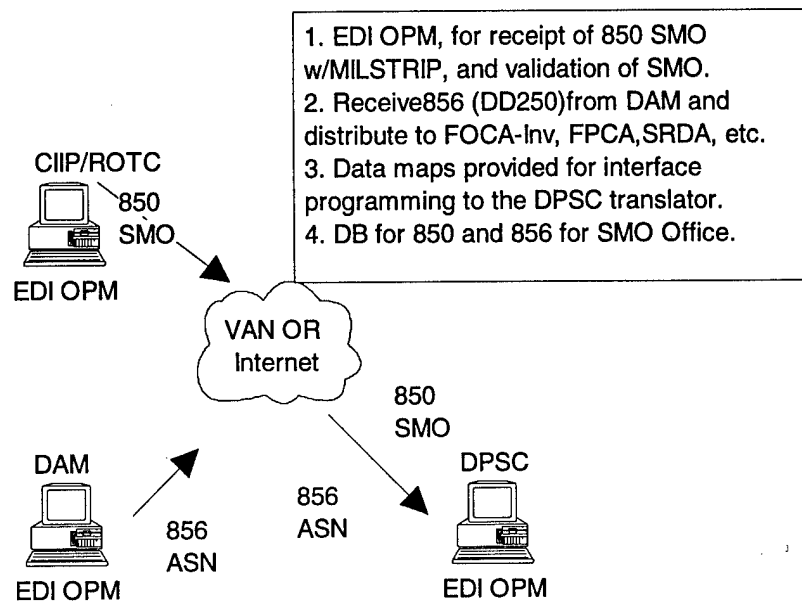 1. EDI OPM, for receipt of 850 SMO
w/MILSTRIP, and validation of SMO.
2. Receive856 (DD250)from DAM and
distribute to FOCA-Inv, FPCA,SRDA, etc.
3. Data maps provided for interface
programming to the DPSC translator.
4. DB for 850 and 856 for SMO Office.
CIIP/ROTC
850
SMO
EDI OPM
VAN OR
Internet
850
SMO
DAM
856
ASN
EDI OPM
856
ASN
DPSC
EDI OPM